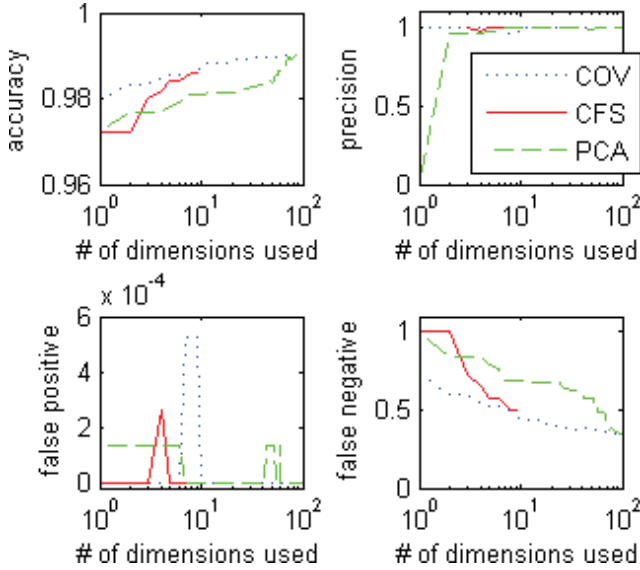 1
0.98
0.96
accuracy
10^0
10^1
10^2
# of dimensions used
1
0.5
0
precision
COV
CFS
PCA
10^0
10^1
10^2
# of dimensions used
x 10^-4
6
4
2
0
false positive
10^0
10^1
10^2
# of dimensions used
1
0.5
0
false negative
10^0
10^1
10^2
# of dimensions used